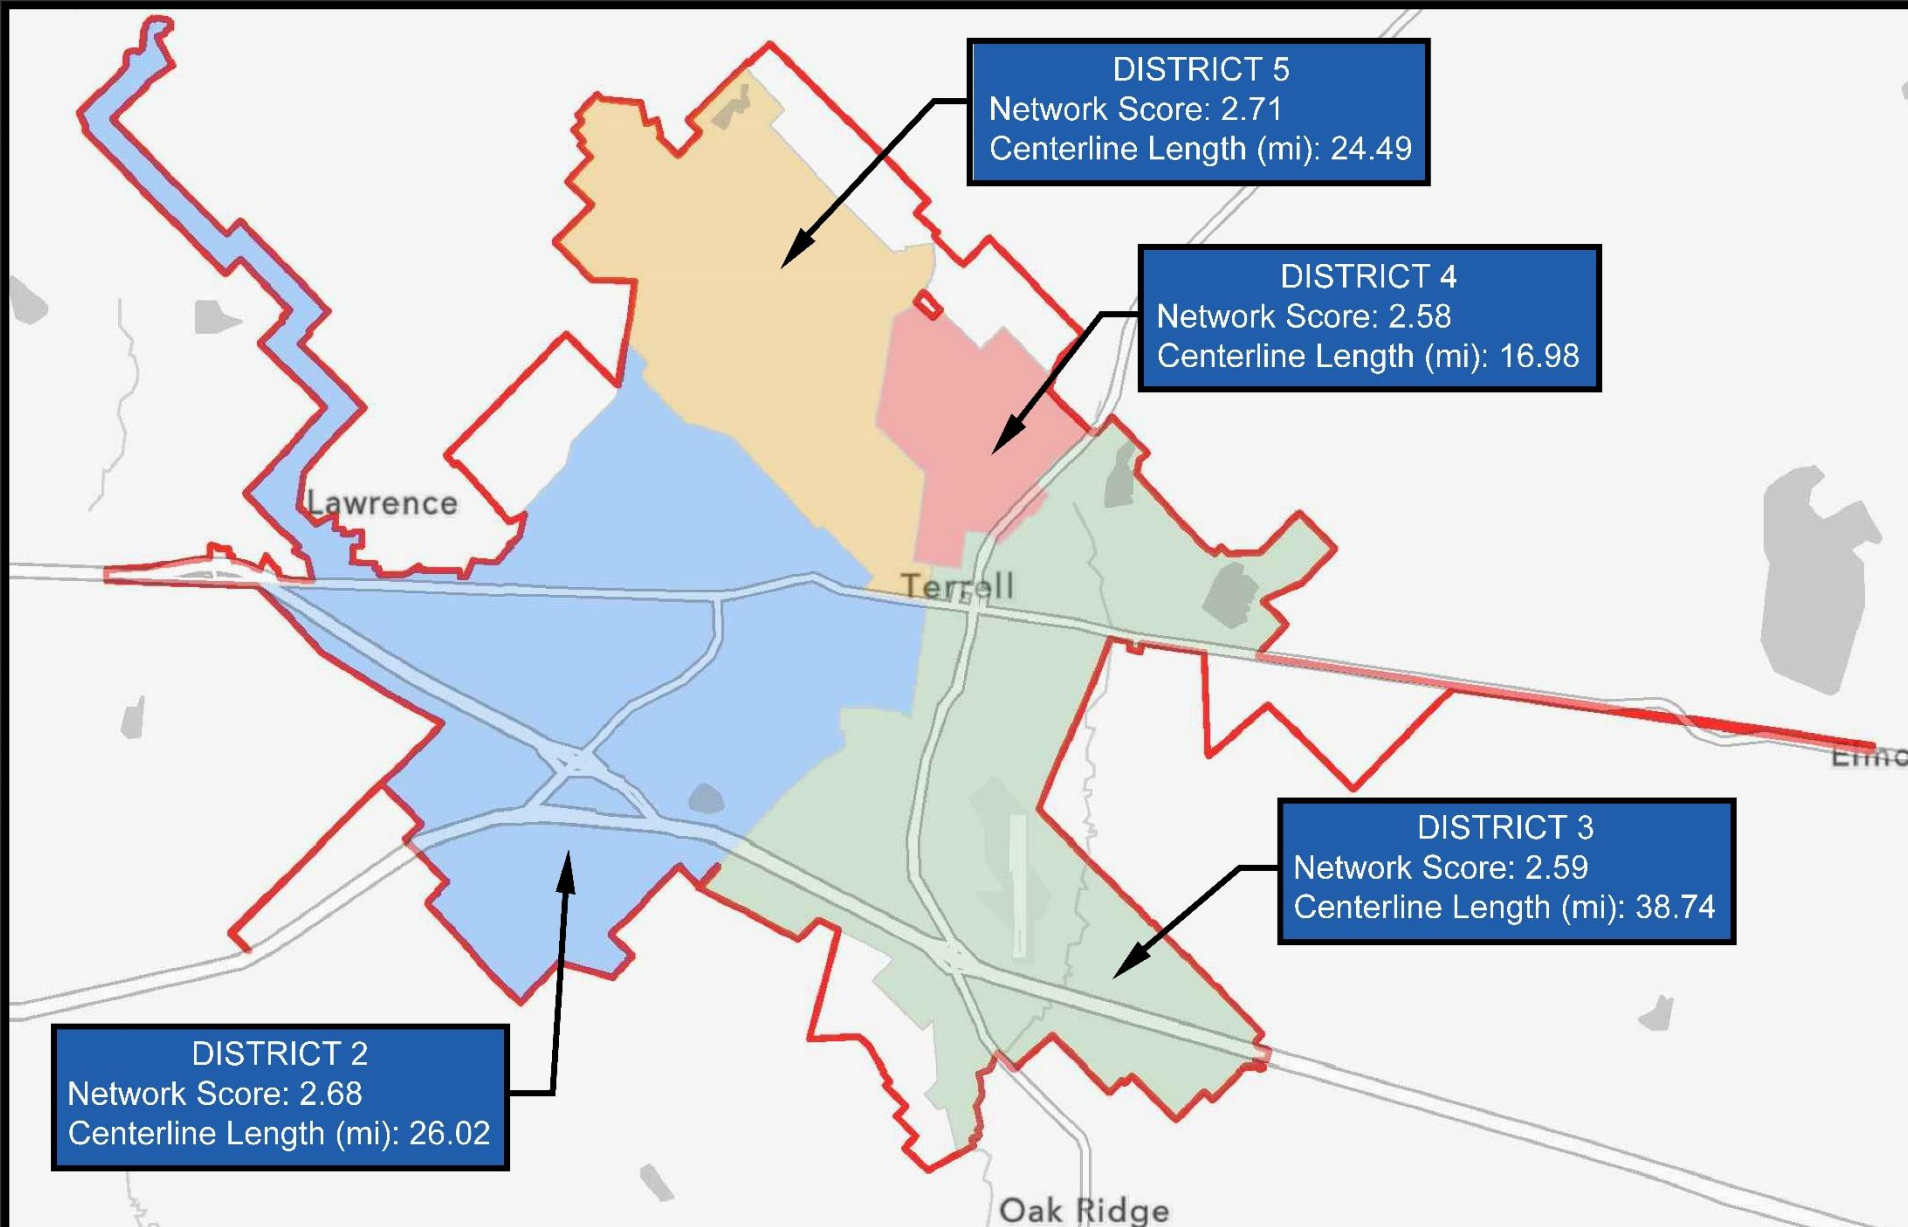 DISTRICT 5
Network Score: 2.71
Centerline Length (mi): 24.49
DISTRICT 4
Network Score: 2.58
Centerline Length (mi): 16.98
Lawrence
Terrell
Elmo
DISTRICT 3
Network Score: 2.59
Centerline Length (mi): 38.74
DISTRICT 2
Network Score: 2.68
Centerline Length (mi): 26.02
Oak Ridge